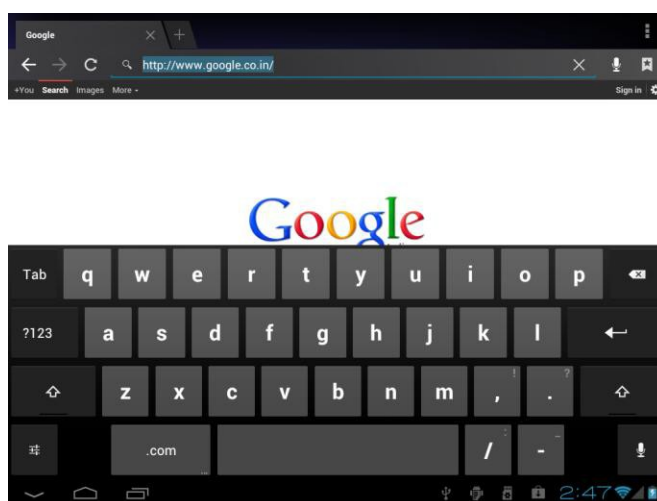 Google
http://www.google.co.in/
+You Search Images More
Sign in
Google
Tab q w e r t y u i o p
?123 a s d f g h j k l
z x c v b n m , ! . ?
.com ... / : - _
2:47